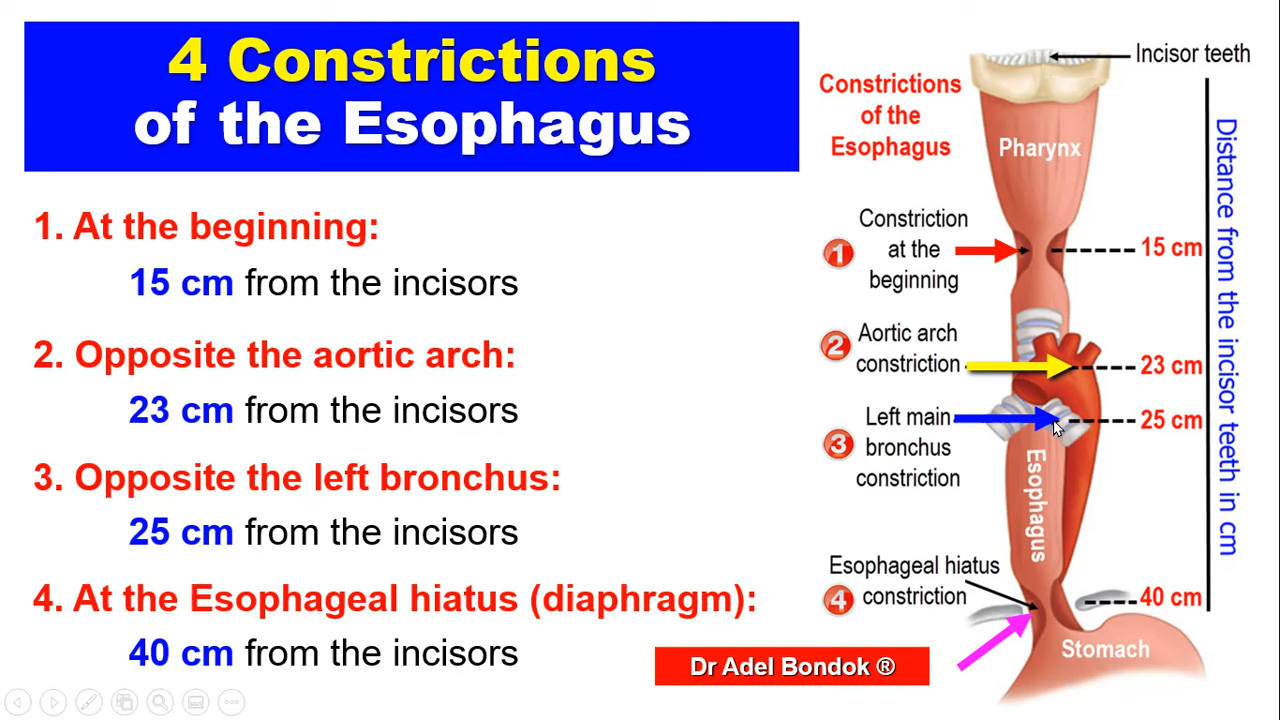 4 Constrictions
of the Esophagus
1. At the beginning:
15 cm from the incisors
2. Opposite the aortic arch:
23 cm from the incisors
3. Opposite the left bronchus:
25 cm from the incisors
4. At the Esophageal hiatus (diaphragm):
40 cm from the incisors
Dr Adel Bondok ®
Constrictions
of the
Esophagus
Incisor teeth
Pharynx
1
Constriction
at the
beginning
15 cm
2
Aortic arch
constriction
23 cm
3
Left main
bronchus
constriction
25 cm
Esophagus
4
Esophageal hiatus
constriction
40 cm
Stomach
Distance from the incisor teeth in cm